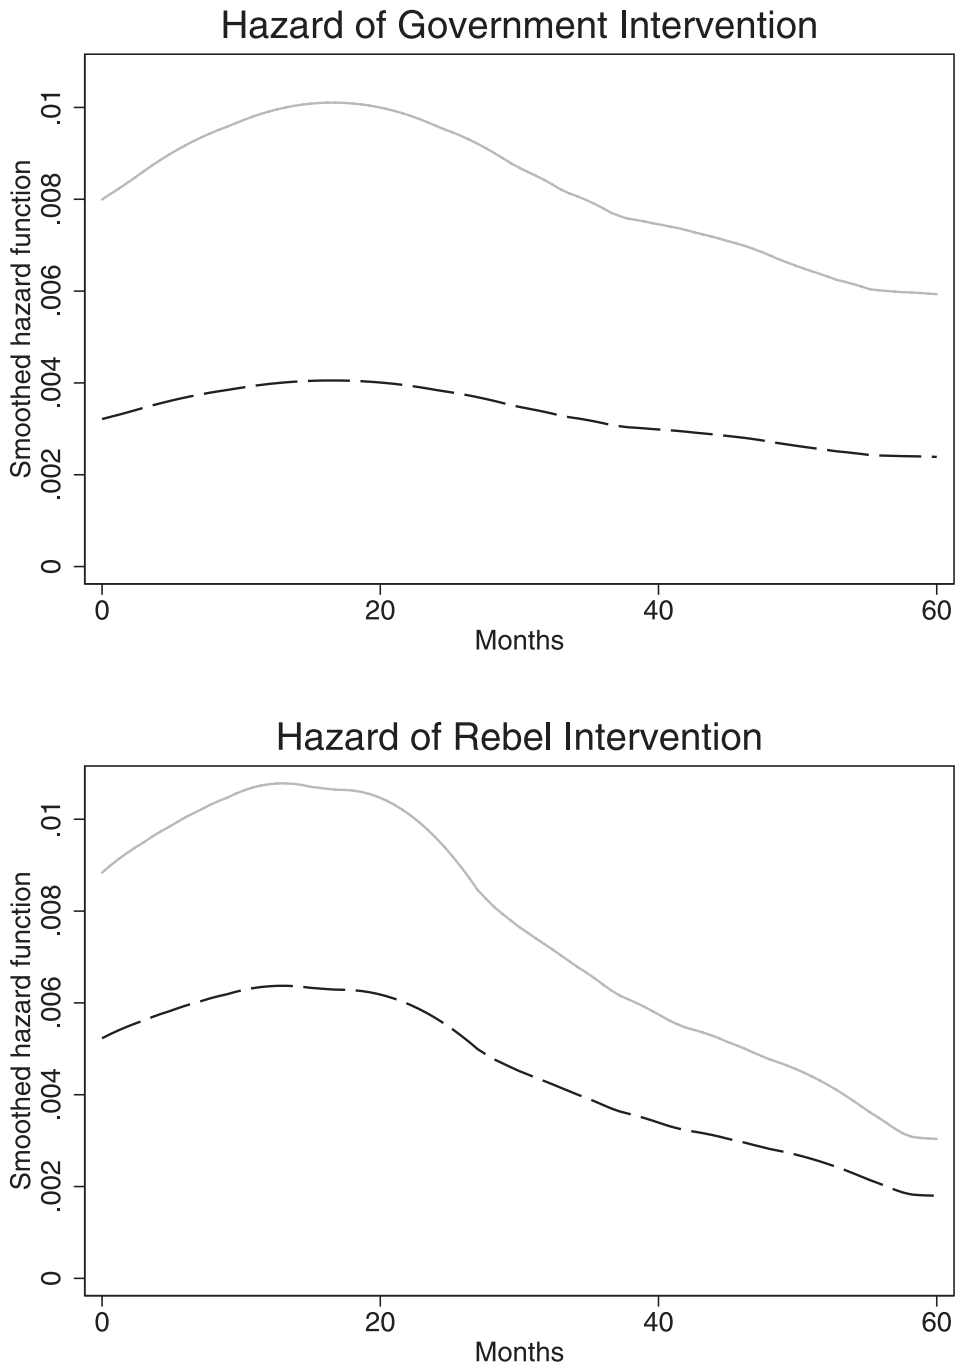 Hazard of Government Intervention
Smoothed hazard function
.01
.008
.006
.004
.002
0
0 20 40 60
Months
Hazard of Rebel Intervention
Smoothed hazard function
.01
.008
.006
.004
.002
0
0 20 40 60
Months